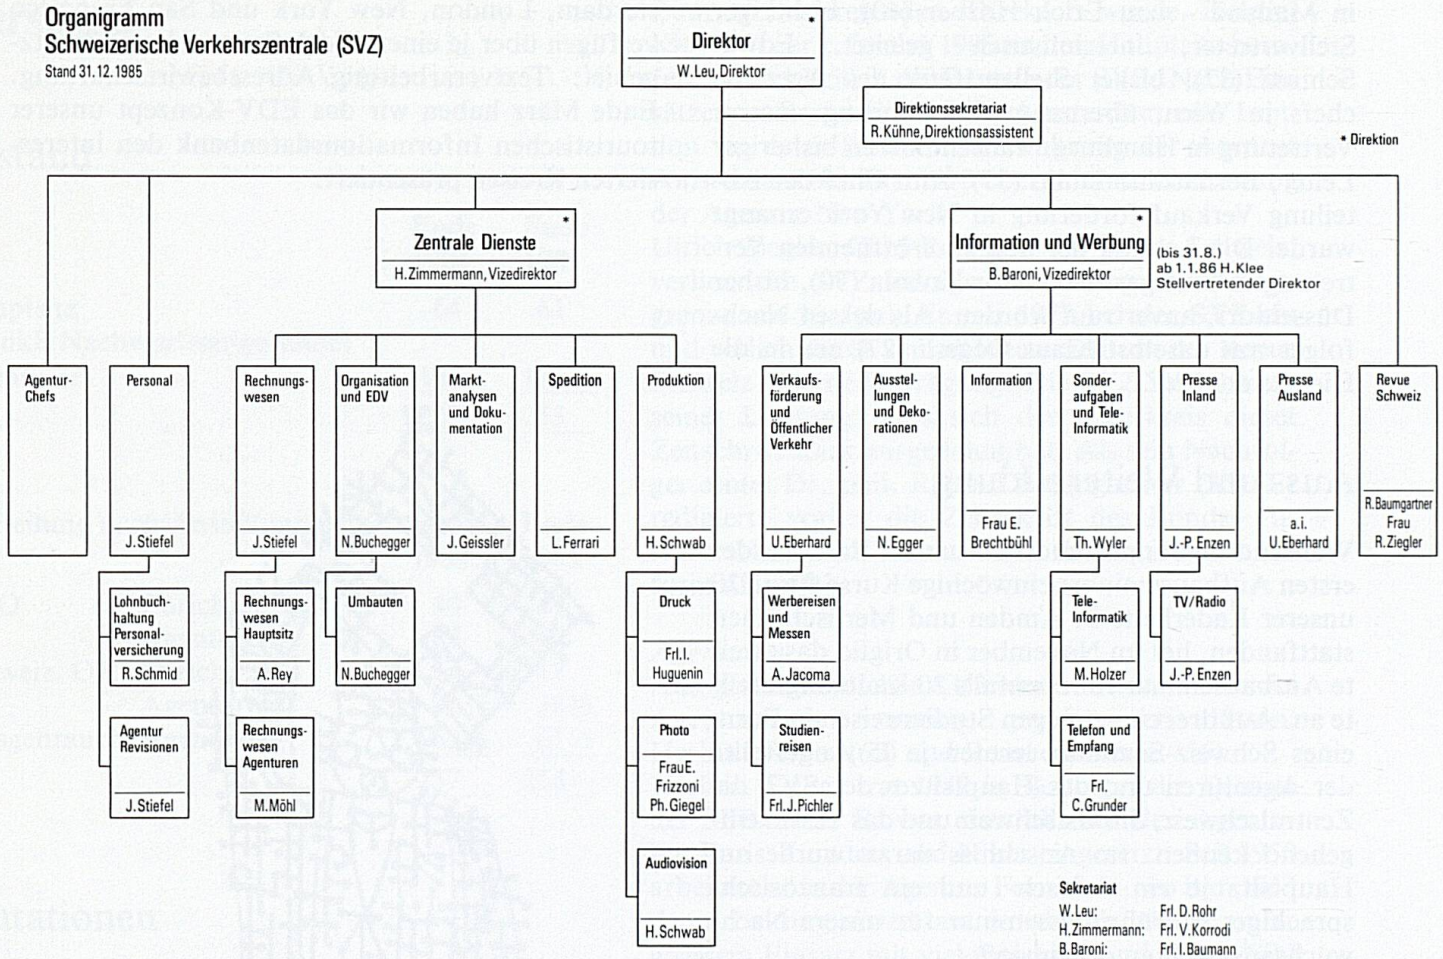 Organigramm
Schweizerische Verkehrszentrale (SVZ)
Stand 31.12.1985
*
Direktor
W. Leu, Direktor
Direktionssekretariat
R. Kühne, Direktionsassistent
* Direktion
*
Zentrale Dienste
H. Zimmermann, Vizedirektor
*
Information und Werbung
B. Baroni, Vizedirektor
(bis 31.8.)
ab 1.1.86 H. Klee
Stellvertretender Direktor
Agentur-
Chefs
Personal
J. Stiefel
Rechnungs-
wesen
J. Stiefel
Organisation
und EDV
N. Buchegger
Markt-
analysen
und Doku-
mentation
J. Geissler
Spedition
L. Ferrari
Produktion
H. Schwab
Verkaufs-
förderung
und
Öffentlicher
Verkehr
U. Eberhard
Ausstel-
lungen
und Deko-
rationen
N. Egger
Information
Frau E.
Brechtbühl
Sonder-
aufgaben
und Tele-
Informatik
Th. Wyler
Presse
Inland
J.-P. Enzen
Presse
Ausland
a.i.
U. Eberhard
Revue
Schweiz
R. Baumgartner
Frau
R. Ziegler
Lohnbuch-
haltung
Personal-
versicherung
R. Schmid
Rechnungs-
wesen
Hauptsitz
A. Rey
Umbauten
N. Buchegger
Druck
Frl. I.
Huguenin
Werbereisen
und
Messen
A. Jacoma
Tele-
Informatik
M. Holzer
TV/Radio
J.-P. Enzen
Agentur
Revisionen
J. Stiefel
Rechnungs-
wesen
Agenturen
M. Möhl
Photo
Frau E.
Frizzoni
Ph. Giegel
Studien-
reisen
Frl. J. Pichler
Telefon und
Empfang
Frl.
C. Grunder
Audiovision
H. Schwab
Sekretariat
W. Leu: Frl. D. Rohr
H. Zimmermann: Frl. V. Korrodi
B. Baroni: Frl. I. Baumann